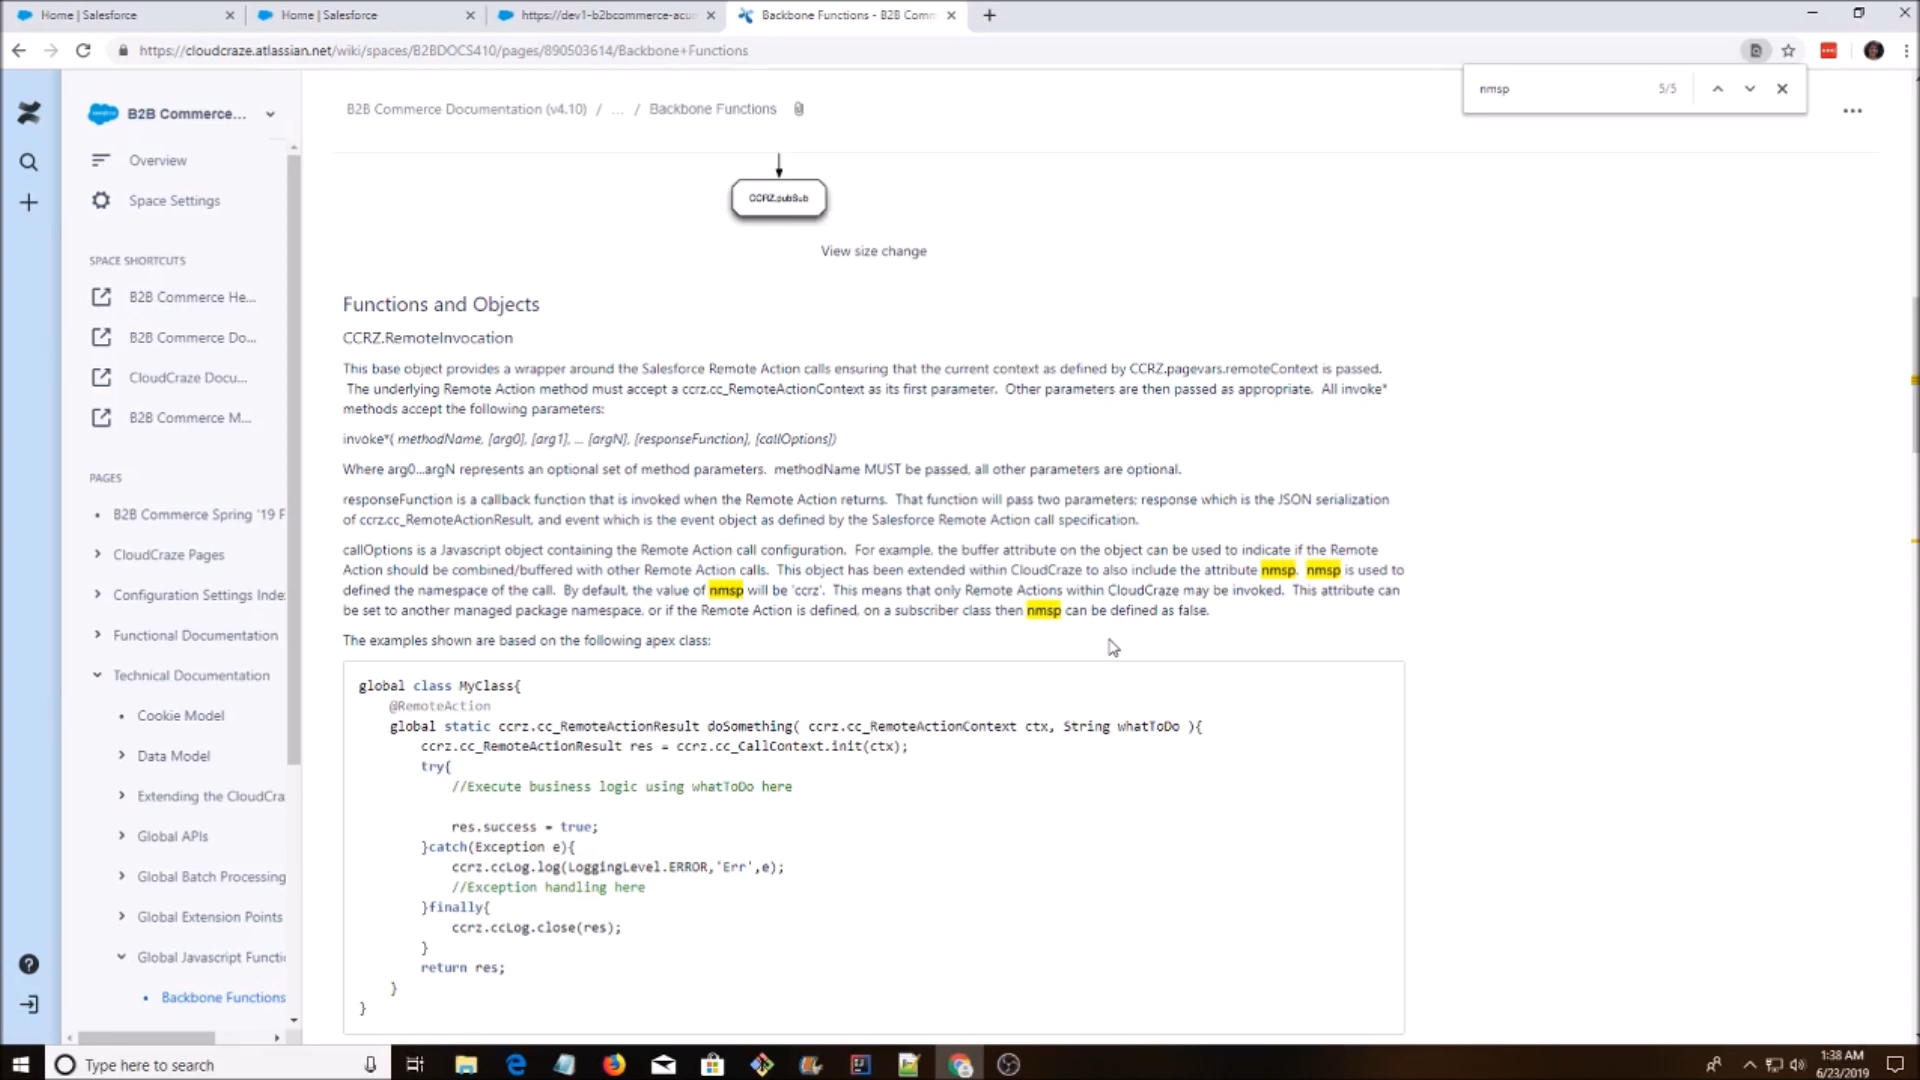 Home | Salesforce
Home | Salesforce
https://dev1-b2bcommerce-acu
Backbone Functions - B2B Comm
https://cloudcraze.atlassian.net/wiki/spaces/B2BDOCS410/pages/890503614/Backbone+Functions
nmsp 5/5
B2B Commerce...
B2B Commerce Documentation (v4.10) / ... / Backbone Functions
Overview
Space Settings
SPACE SHORTCUTS
B2B Commerce He...
B2B Commerce Do...
CloudCraze Docu...
B2B Commerce M...
PAGES
B2B Commerce Spring '19 F
CloudCraze Pages
Configuration Settings Inde
Functional Documentation
Technical Documentation
Cookie Model
Data Model
Extending the CloudCra
Global APIs
Global Batch Processing
Global Extension Points
Global Javascript Functi
Backbone Functions
CCRZ.pubSub
View size change
Functions and Objects
CCRZ.RemoteInvocation
This base object provides a wrapper around the Salesforce Remote Action calls ensuring that the current context as defined by CCRZ.pagevars.remoteContext is passed.
The underlying Remote Action method must accept a ccrz.cc_RemoteActionContext as its first parameter. Other parameters are then passed as appropriate. All invoke*
methods accept the following parameters:
invoke*( methodName, [arg0], [arg1], ... [argN], [responseFunction], [callOptions])
Where arg0...argN represents an optional set of method parameters. methodName MUST be passed, all other parameters are optional.
responseFunction is a callback function that is invoked when the Remote Action returns. That function will pass two parameters; response which is the JSON serialization
of ccrz.cc_RemoteActionResult, and event which is the event object as defined by the Salesforce Remote Action call specification.
callOptions is a Javascript object containing the Remote Action call configuration. For example, the buffer attribute on the object can be used to indicate if the Remote
Action should be combined/buffered with other Remote Action calls. This object has been extended within CloudCraze to also include the attribute nmsp. nmsp is used to
defined the namespace of the call. By default, the value of nmsp will be 'ccrz'. This means that only Remote Actions within CloudCraze may be invoked. This attribute can
be set to another managed package namespace, or if the Remote Action is defined, on a subscriber class then nmsp can be defined as false.
The examples shown are based on the following apex class:
global class MyClass{
@RemoteAction
global static ccrz.cc_RemoteActionResult doSomething( ccrz.cc_RemoteActionContext ctx, String whatToDo ){
ccrz.cc_RemoteActionResult res = ccrz.cc_CallContext.init(ctx);
try{
//Execute business logic using whatToDo here
res.success = true;
}catch(Exception e){
ccrz.ccLog.log(LoggingLevel.ERROR,'Err',e);
//Exception handling here
}finally{
ccrz.ccLog.close(res);
}
return res;
}
}
Type here to search
1:38 AM
6/23/2019